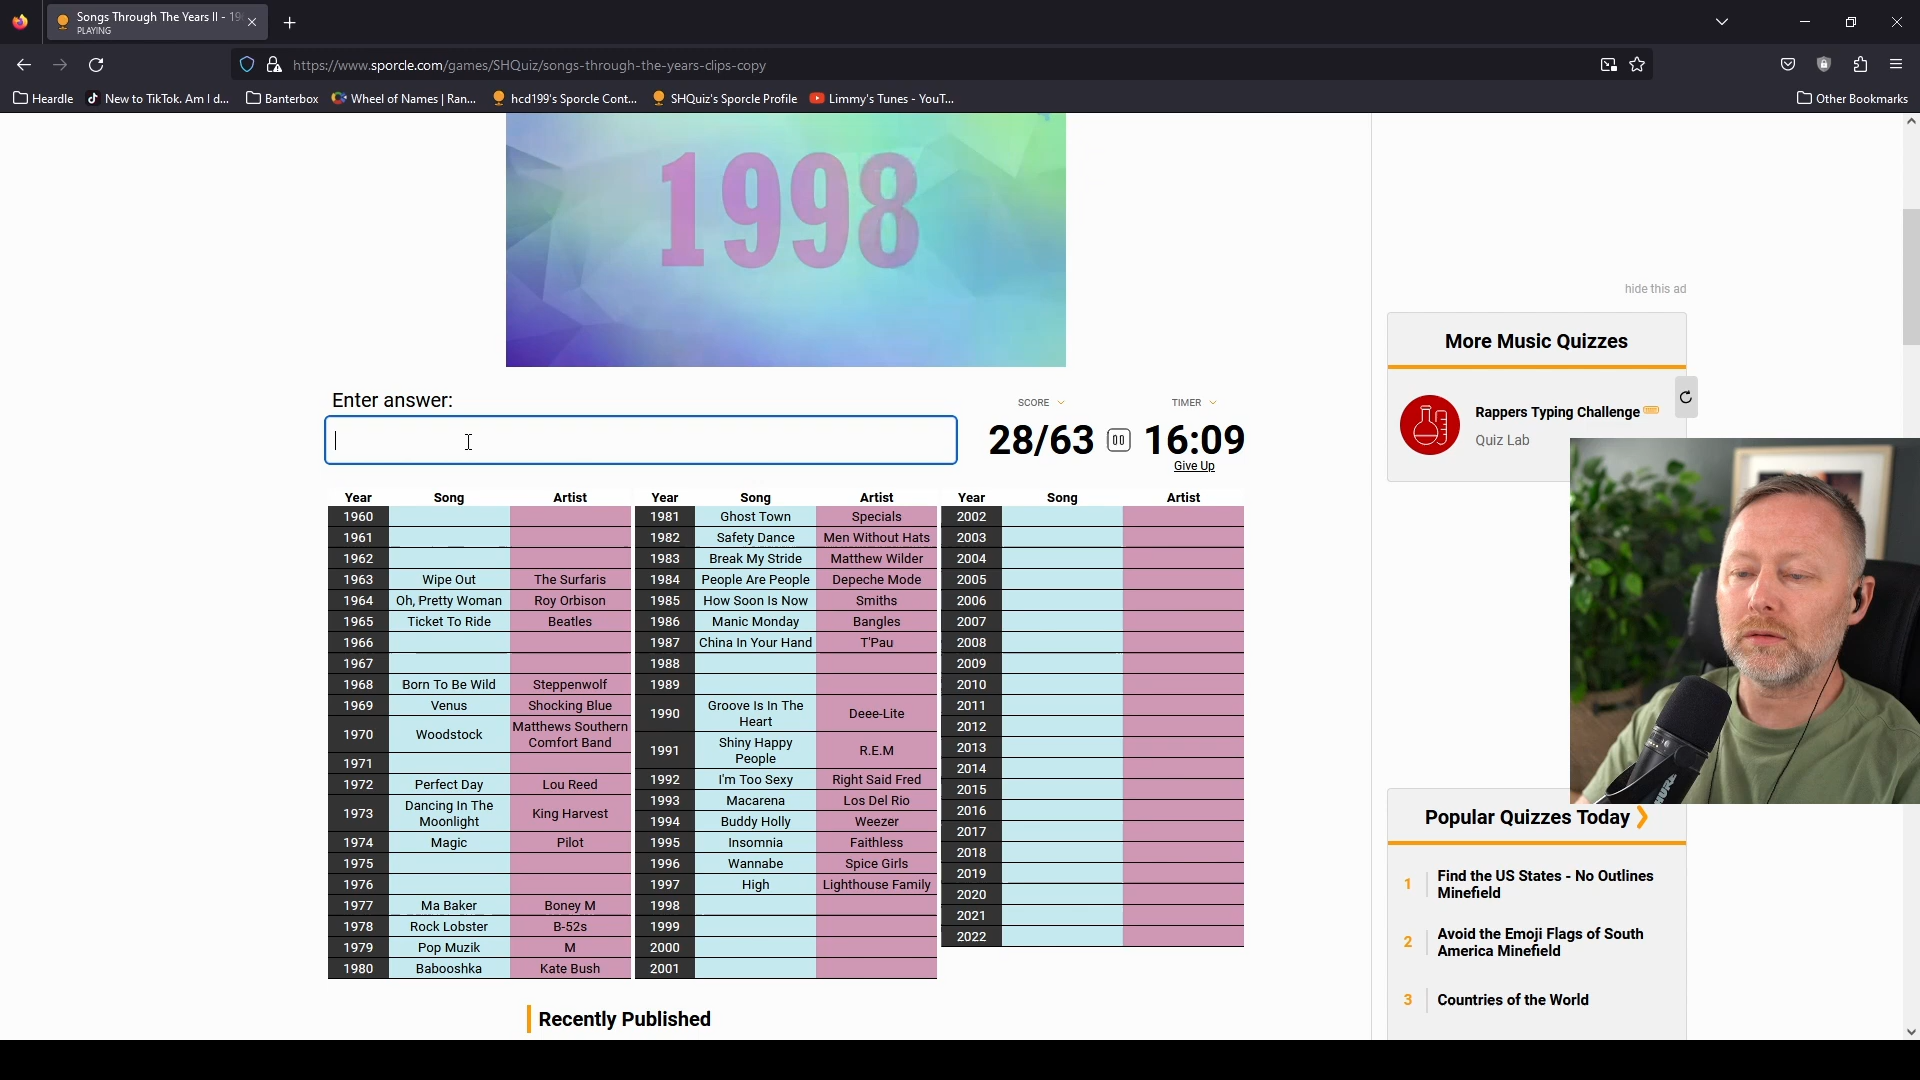 Songs Through The Years II - 19
PLAYING
https://www.sporcle.com/games/SHQuiz/songs-through-the-years-clips-copy
Heardle
New to TikTok. Am I d...
Banterbox
Wheel of Names | Ran...
hcd199's Sporcle Cont...
SHQuiz's Sporcle Profile
Limmy's Tunes - YouT...
Other Bookmarks
1998
hide this ad
More Music Quizzes
Rappers Typing Challenge
Quiz Lab
Enter answer:
SCORE
TIMER
28/63
16:09
Give Up
Year Song Artist
1960
1961
1962
1963 Wipe Out The Surfaris
1964 Oh, Pretty Woman Roy Orbison
1965 Ticket To Ride Beatles
1966
1967
1968 Born To Be Wild Steppenwolf
1969 Venus Shocking Blue
1970 Woodstock Matthews Southern
Comfort Band
1971
1972 Perfect Day Lou Reed
1973 Dancing In The
Moonlight King Harvest
1974 Magic Pilot
1975
1976
1977 Ma Baker Boney M
1978 Rock Lobster B-52s
1979 Pop Muzik M
1980 Babooshka Kate Bush
Year Song Artist
1981 Ghost Town Specials
1982 Safety Dance Men Without Hats
1983 Break My Stride Matthew Wilder
1984 People Are People Depeche Mode
1985 How Soon Is Now Smiths
1986 Manic Monday Bangles
1987 China In Your Hand T'Pau
1988
1989
1990 Groove Is In The
Heart Deee-Lite
1991 Shiny Happy
People R.E.M
1992 I'm Too Sexy Right Said Fred
1993 Macarena Los Del Rio
1994 Buddy Holly Weezer
1995 Insomnia Faithless
1996 Wannabe Spice Girls
1997 High Lighthouse Family
1998
1999
2000
2001
Year Song Artist
2002
2003
2004
2005
2006
2007
2008
2009
2010
2011
2012
2013
2014
2015
2016
2017
2018
2019
2020
2021
2022
Popular Quizzes Today
1 Find the US States - No Outlines
Minefield
2 Avoid the Emoji Flags of South
America Minefield
3 Countries of the World
Recently Published